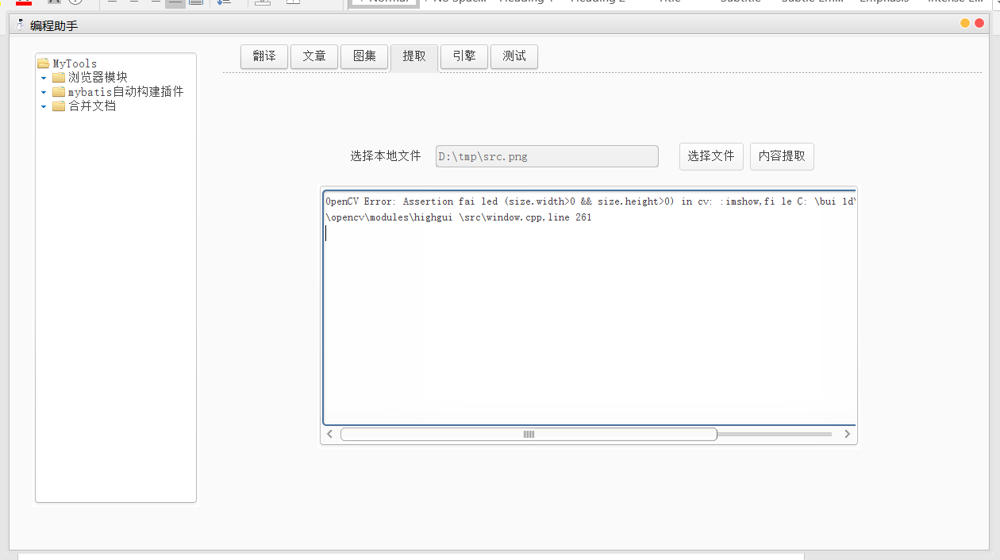 Normal
No Spac...
Heading 1
Heading 2
Title
Subtitle
Subtle Em...
Emphasis
Intense E...
编程助手
MyTools
浏览器模块
mybatis自动构建插件
合并文档
翻译 文章 图集 提取 引擎 测试
选择本地文件 D:\tmp\src.png 选择文件 内容提取
OpenCV Error: Assertion fai led (size.width>0 && size.height>0) in cv: :imshow,fi le C: \bui 1d\
\opencv\modules\highgui \src\window.cpp,line 261